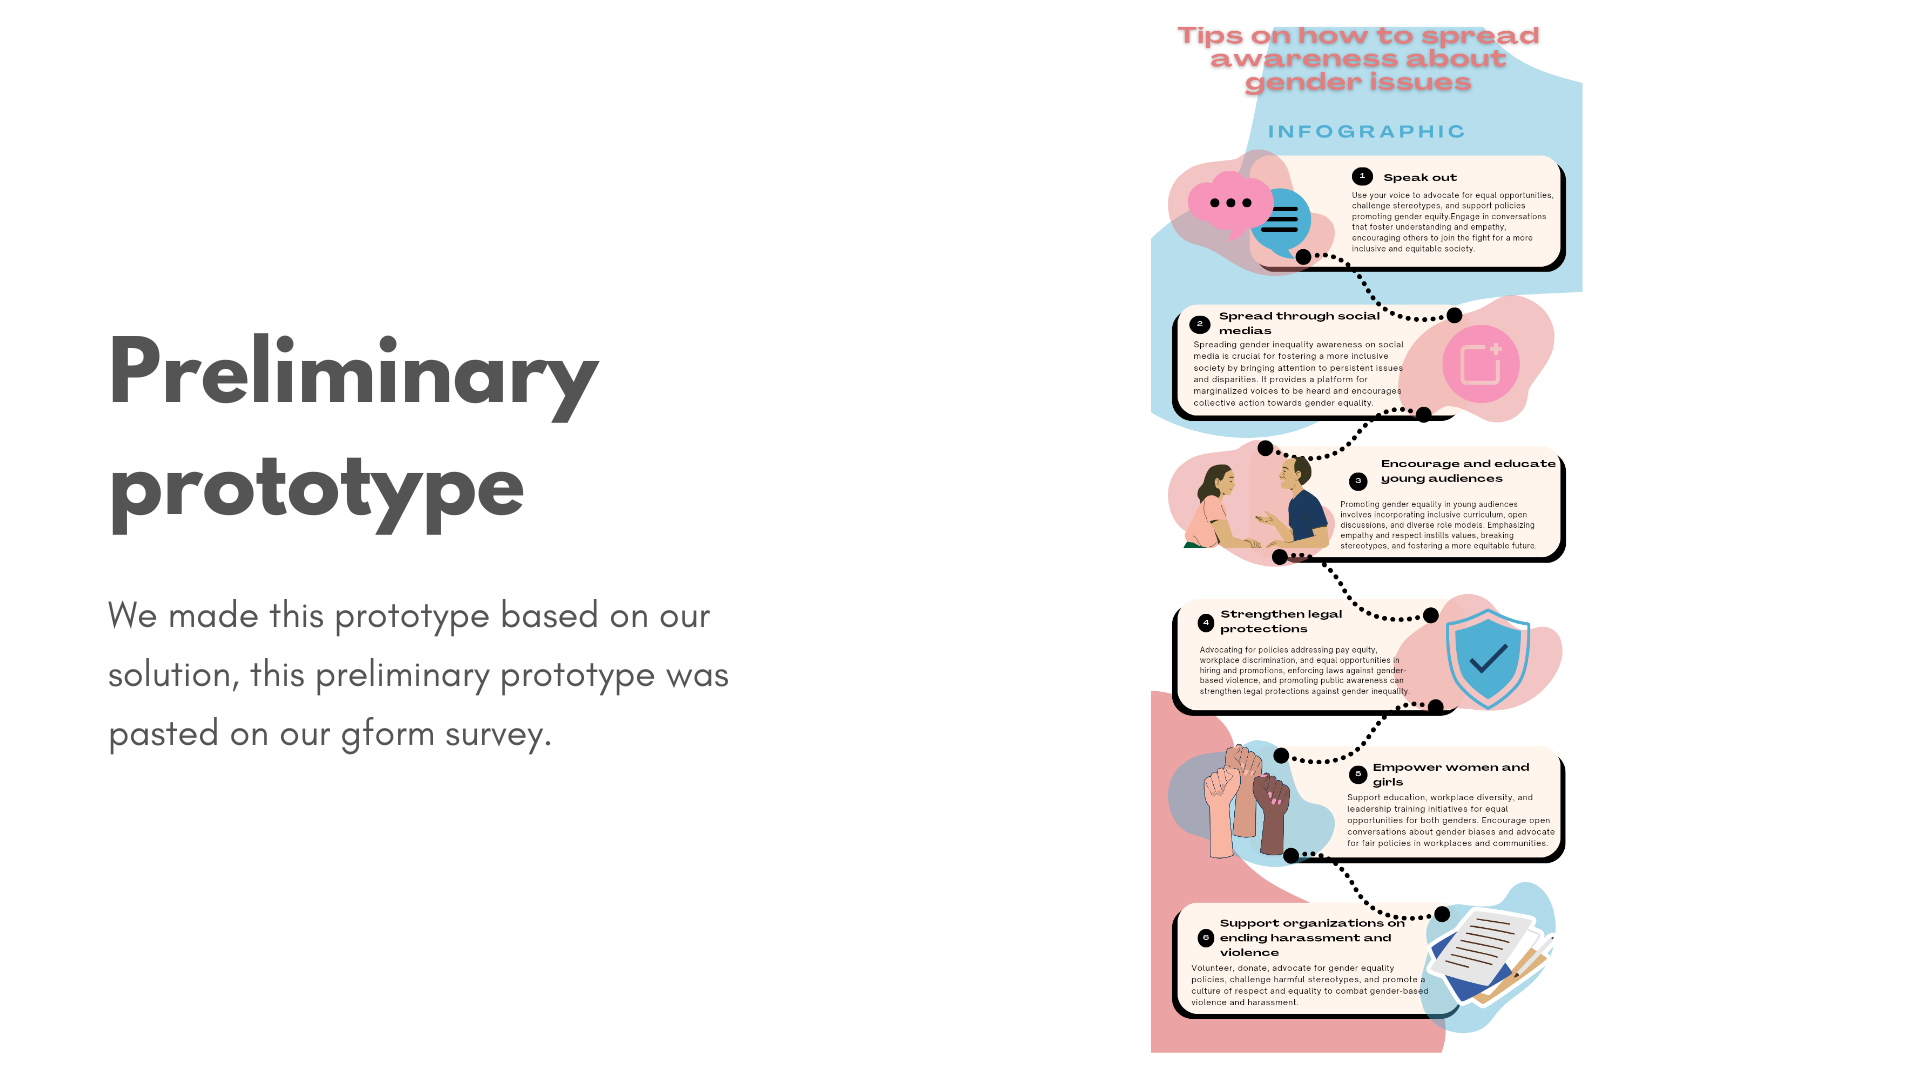 Preliminary
prototype
We made this prototype based on our
solution, this preliminary prototype was
pasted on our gform survey.
Tips on how to spread
awareness about
gender issues
INFOGRAPHIC
1 Speak out
Use your voice to advocate for equal opportunities,
challenge stereotypes, and support policies
promoting gender equity.Engage in conversations
that foster understanding and empathy,
encouraging others to join the fight for a more
inclusive and equitable society.
2 Spread through social
medias
Spreading gender inequality awareness on social
media is crucial for fostering a more inclusive
society by bringing attention to persistent issues
and disparities. It provides a platform for
marginalized voices to be heard and encourages
collective action towards gender equality.
3 Encourage and educate
young audiences
Promoting gender equality in young audiences
involves incorporating inclusive curriculum, open
discussions, and diverse role models. Emphasizing
empathy and respect instills values, breaking
stereotypes, and fostering a more equitable future.
4 Strengthen legal
protections
Advocating for policies addressing pay equity,
workplace discrimination, and equal opportunities in
hiring and promotions, enforcing laws against gender-
based violence, and promoting public awareness can
strengthen legal protections against gender inequality.
5 Empower women and
girls
Support education, workplace diversity, and
leadership training initiatives for equal
opportunities for both genders. Encourage open
conversations about gender biases and advocate
for fair policies in workplaces and communities.
6 Support organizations on
ending harassment and
violence
Volunteer, donate, advocate for gender equality
policies, challenge harmful stereotypes, and promote a
culture of respect and equality to combat gender-based
violence and harassment.